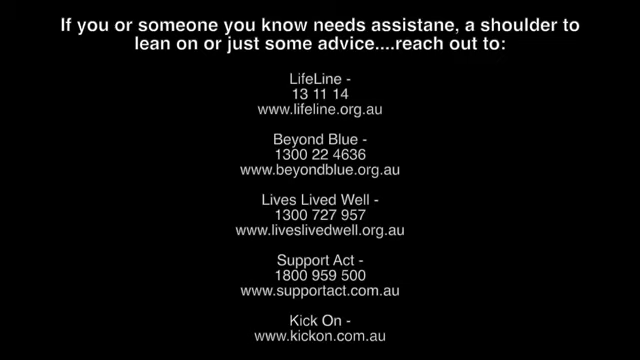 If you or someone you know needs assistane, a shoulder to
lean on or just some advice....reach out to:
LifeLine -
13 11 14
www.lifeline.org.au
Beyond Blue -
1300 22 4636
www.beyondblue.org.au
Lives Lived Well -
1300 727 957
www.liveslivedwell.org.au
Support Act -
1800 959 500
www.supportact.com.au
Kick On -
www.kickon.com.au